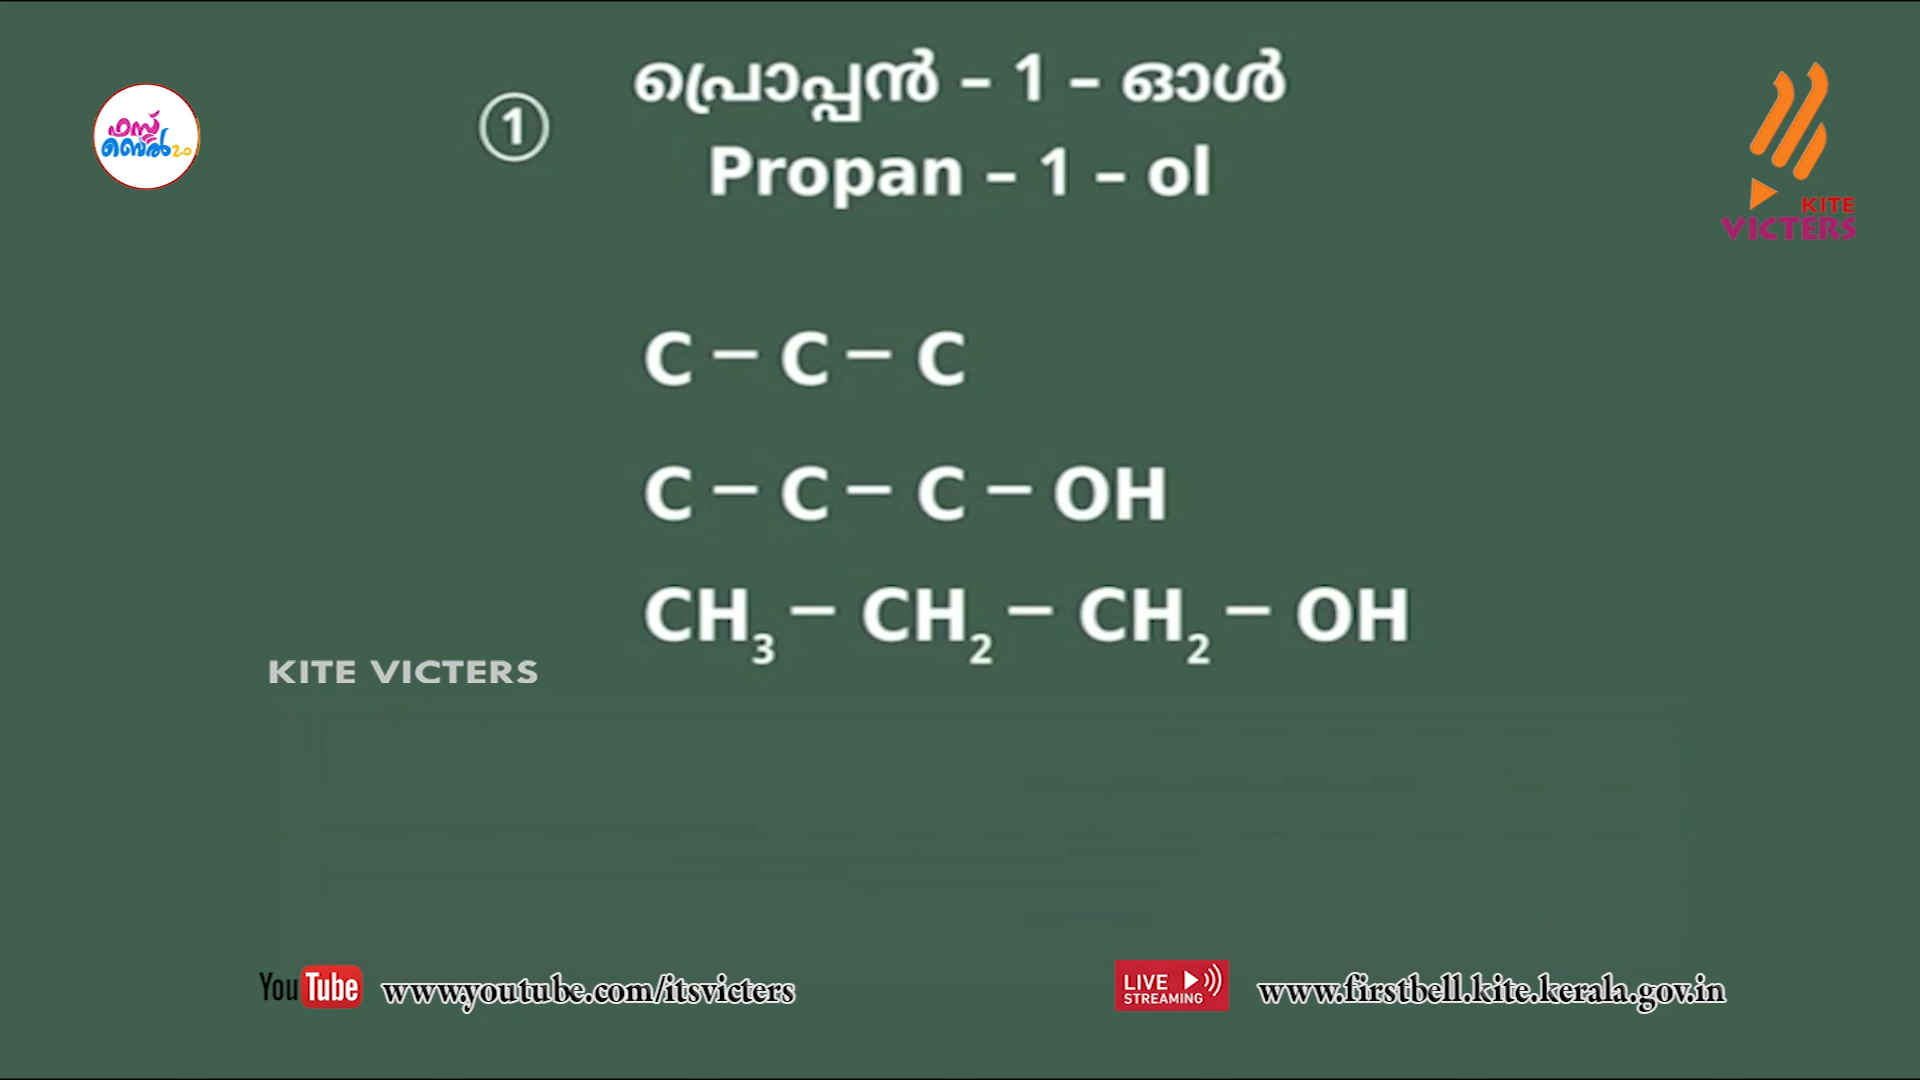 ഫസ്റ്റ്
ബെൽ 2.0
①
പ്രൊപ്പൻ – 1 – ഓൾ
Propan – 1 – ol
KITE
VICTERS
C – C – C
C – C – C – OH
CH₃ – CH₂ – CH₂ – OH
KITE VICTERS
YouTube www.youtube.com/itsvicters
LIVE STREAMING www.firstbell.kite.kerala.gov.in